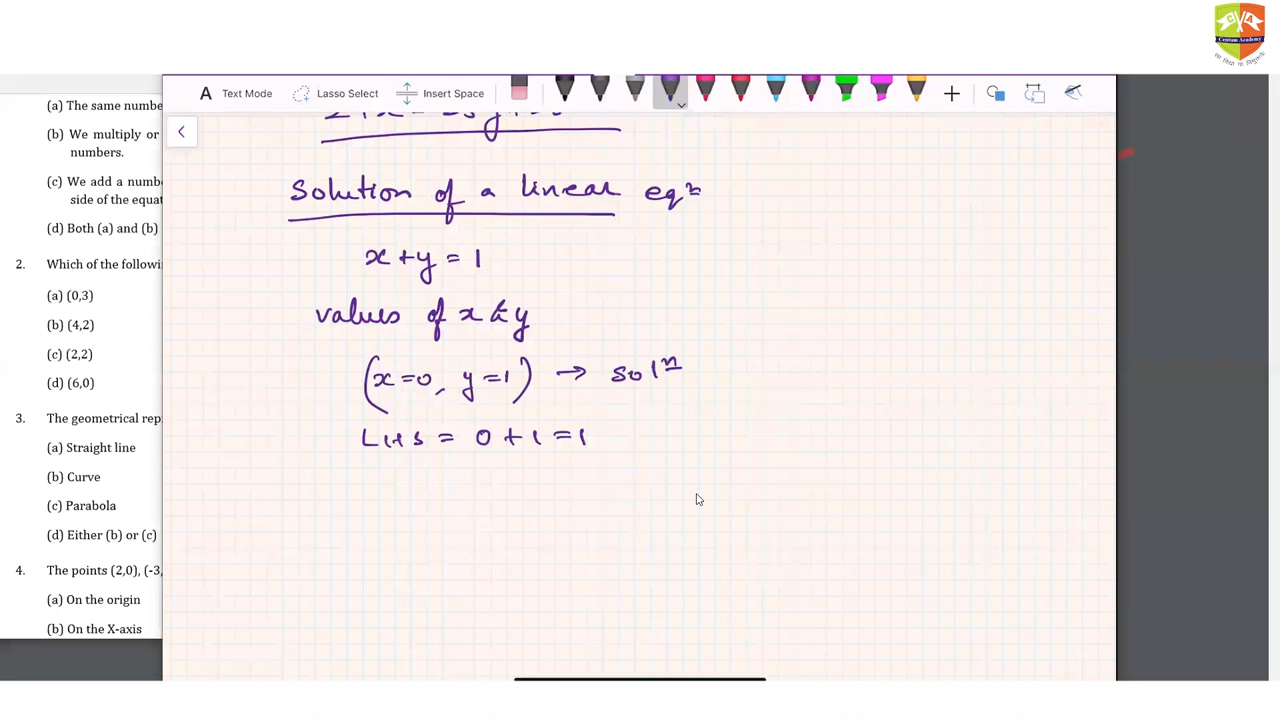 Centum Academy
A Text Mode Lasso Select Insert Space
(a) The same numbe
(b) We multiply or
numbers.
(c) We add a numbe
side of the equat
(d) Both (a) and (b)
2. Which of the followi
(a) (0,3)
(b) (4,2)
(c) (2,2)
(d) (6,0)
3. The geometrical rep
(a) Straight line
(b) Curve
(c) Parabola
(d) Either (b) or (c)
4. The points (2,0), (-3,
(a) On the origin
(b) On the X-axis
Solution of a linear eqn
x + y = 1
values of x & y
(x = 0, y = 1) → soln
LHS = 0 + 1 = 1